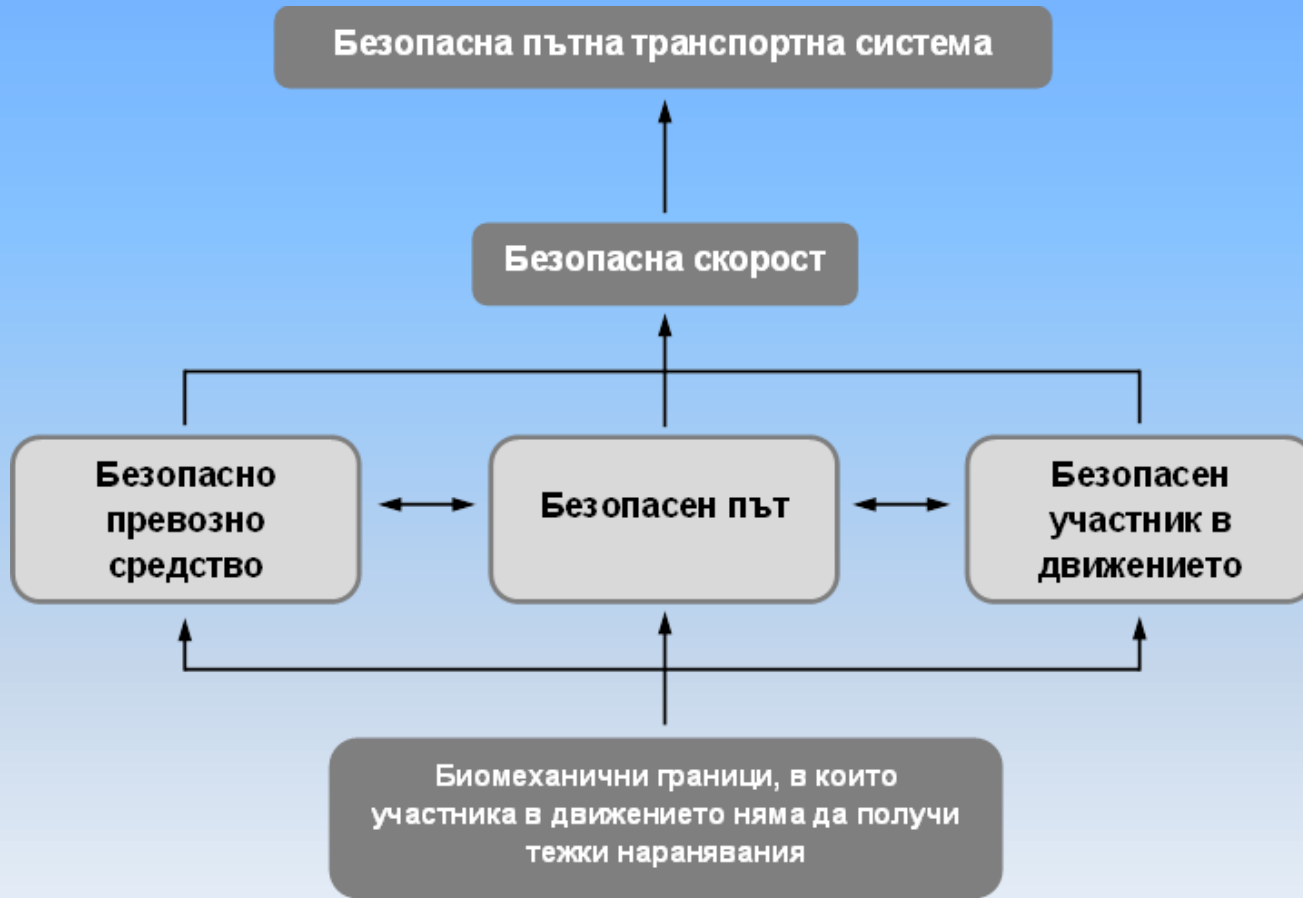 Безопасна пътна транспортна система
Безопасна скорост
Безопасно
превозно
средство
Безопасен път
Безопасен
участник в
движението
Биомеханични граници, в които
участника в движението няма да получи
тежки наранявания